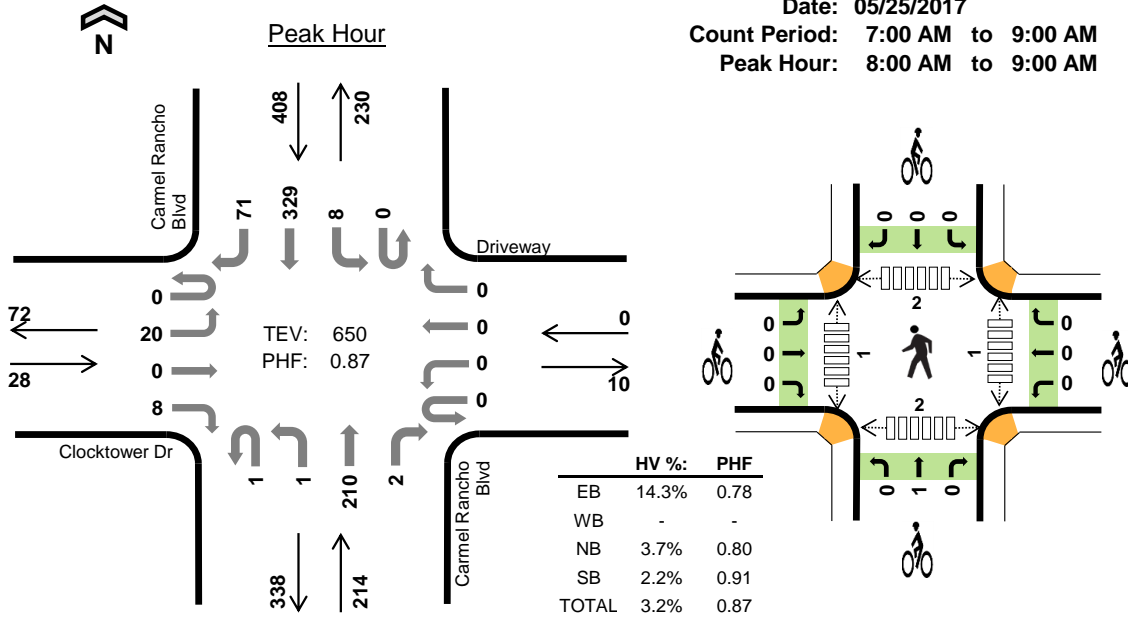 N
Peak Hour
Date: 05/25/2017
Count Period: 7:00 AM to 9:00 AM
Peak Hour: 8:00 AM to 9:00 AM
408
230
Carmel Rancho
Blvd
71
329
8
0
Driveway
0
20
0
8
72
28
TEV: 650
PHF: 0.87
0
0
0
0
0
10
Clocktower Dr
1
1
210
2
Carmel Rancho
Blvd
338
214
HV %: PHF
EB 14.3% 0.78
WB - -
NB 3.7% 0.80
SB 2.2% 0.91
TOTAL 3.2% 0.87
0 0 0
2
0
0
0
1
1
0
0
0
2
0 1 0